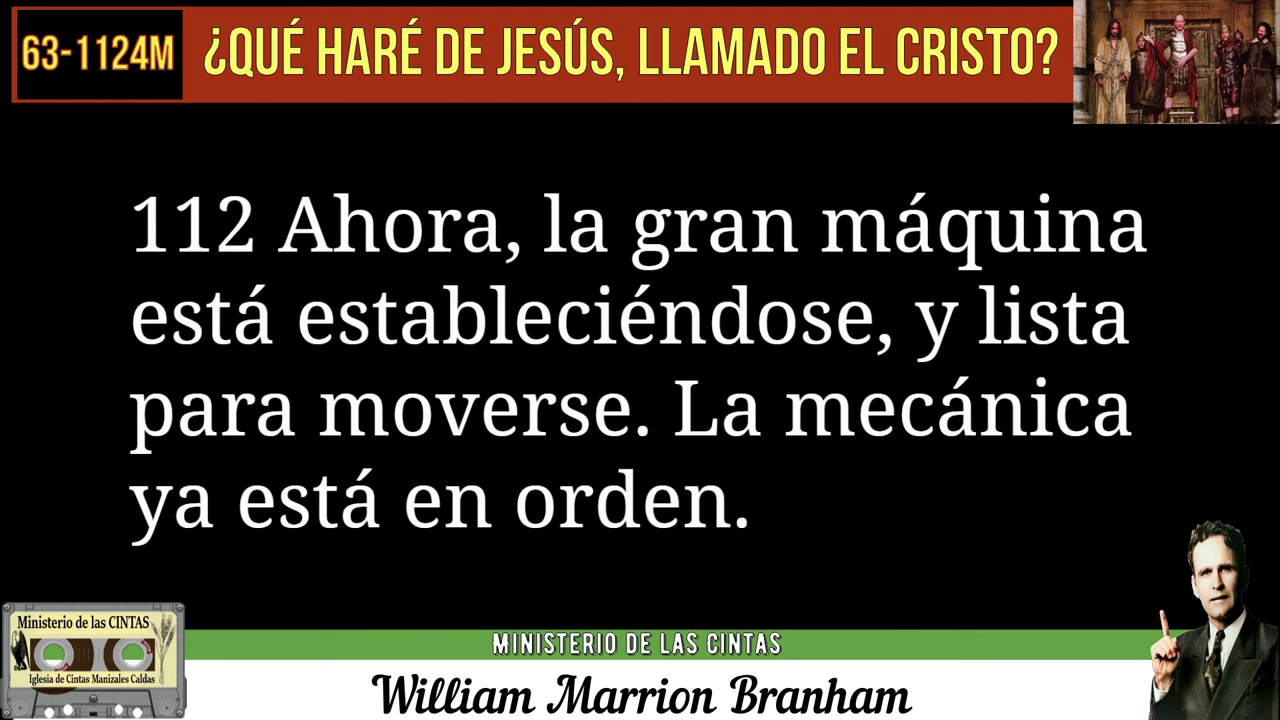 63-1124M
¿QUÉ HARÉ DE JESÚS, LLAMADO EL CRISTO?
112 Ahora, la gran máquina
está estableciéndose, y lista
para moverse. La mecánica
ya está en orden.
Ministerio de las CINTAS
Iglesia de Cintas Manizales Caldas
MINISTERIO DE LAS CINTAS
William Marrion Branham